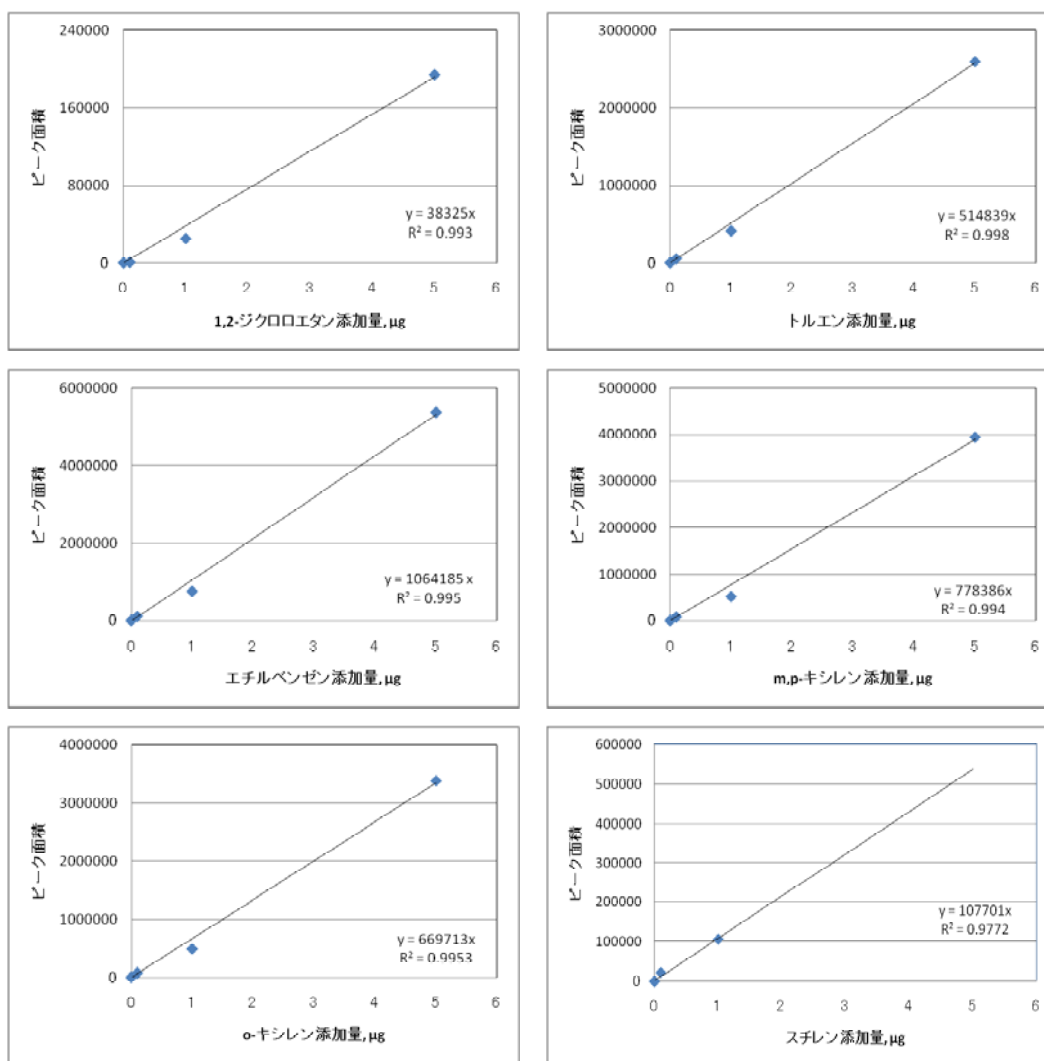 240000
160000
80000
0
0 1 2 3 4 5 6
ピーク面積
y = 38325x
R² = 0.993
1,2-ジクロロエタン添加量, μg
3000000
2000000
1000000
0
0 1 2 3 4 5 6
ピーク面積
y = 514839x
R² = 0.998
トルエン添加量, μg
6000000
4000000
2000000
0
0 1 2 3 4 5 6
ピーク面積
y = 1064185x
R² = 0.995
エチルベンゼン添加量, μg
5000000
4000000
3000000
2000000
1000000
0
0 1 2 3 4 5 6
ピーク面積
y = 778386x
R² = 0.994
m,p-キシレン添加量, μg
4000000
3000000
2000000
1000000
0
0 1 2 3 4 5 6
ピーク面積
y = 669713x
R² = 0.9953
o-キシレン添加量, μg
600000
500000
400000
300000
200000
100000
0
0 1 2 3 4 5 6
ピーク面積
y = 107701x
R² = 0.9772
スチレン添加量, μg